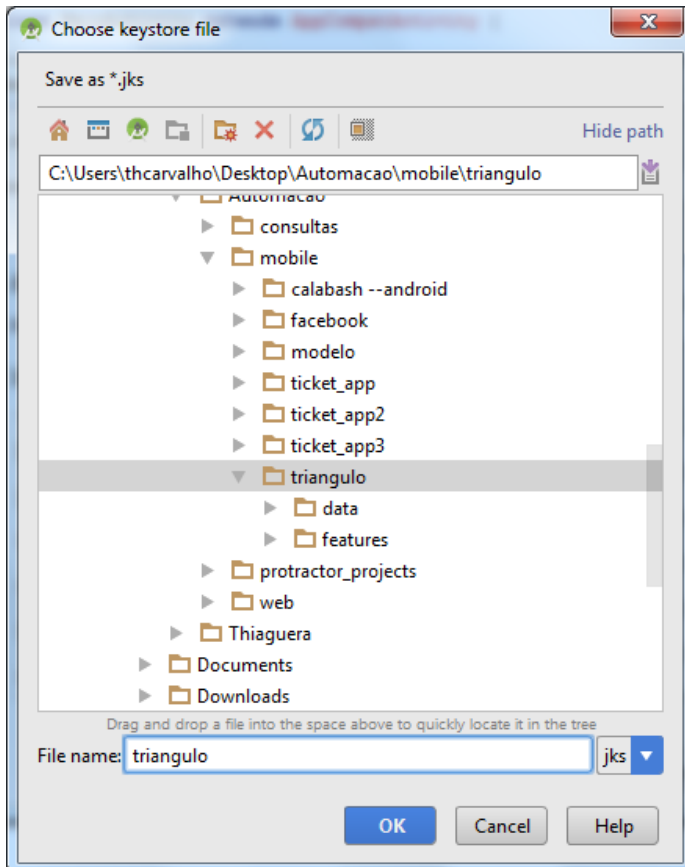 Choose keystore file
Save as *.jks
Hide path
C:\Users\thcarvalho\Desktop\Automacao\mobile\triangulo
Automacao
consultas
mobile
calabash --android
facebook
modelo
ticket_app
ticket_app2
ticket_app3
triangulo
data
features
protractor_projects
web
Thiaguera
Documents
Downloads
Drag and drop a file into the space above to quickly locate it in the tree
File name: triangulo jks
OK Cancel Help